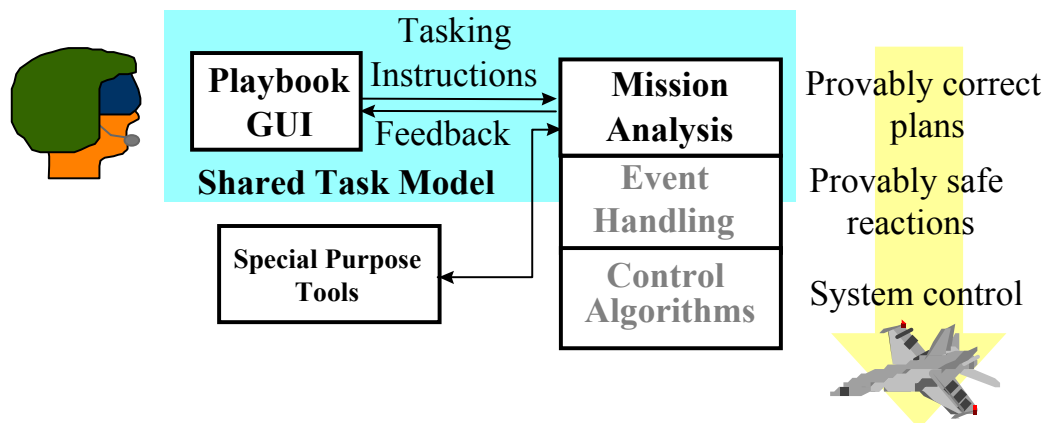 Tasking
Instructions
Playbook
GUI
Feedback
Shared Task Model
Mission
Analysis
Event
Handling
Control
Algorithms
Special Purpose
Tools
Provably correct
plans
Provably safe
reactions
System control